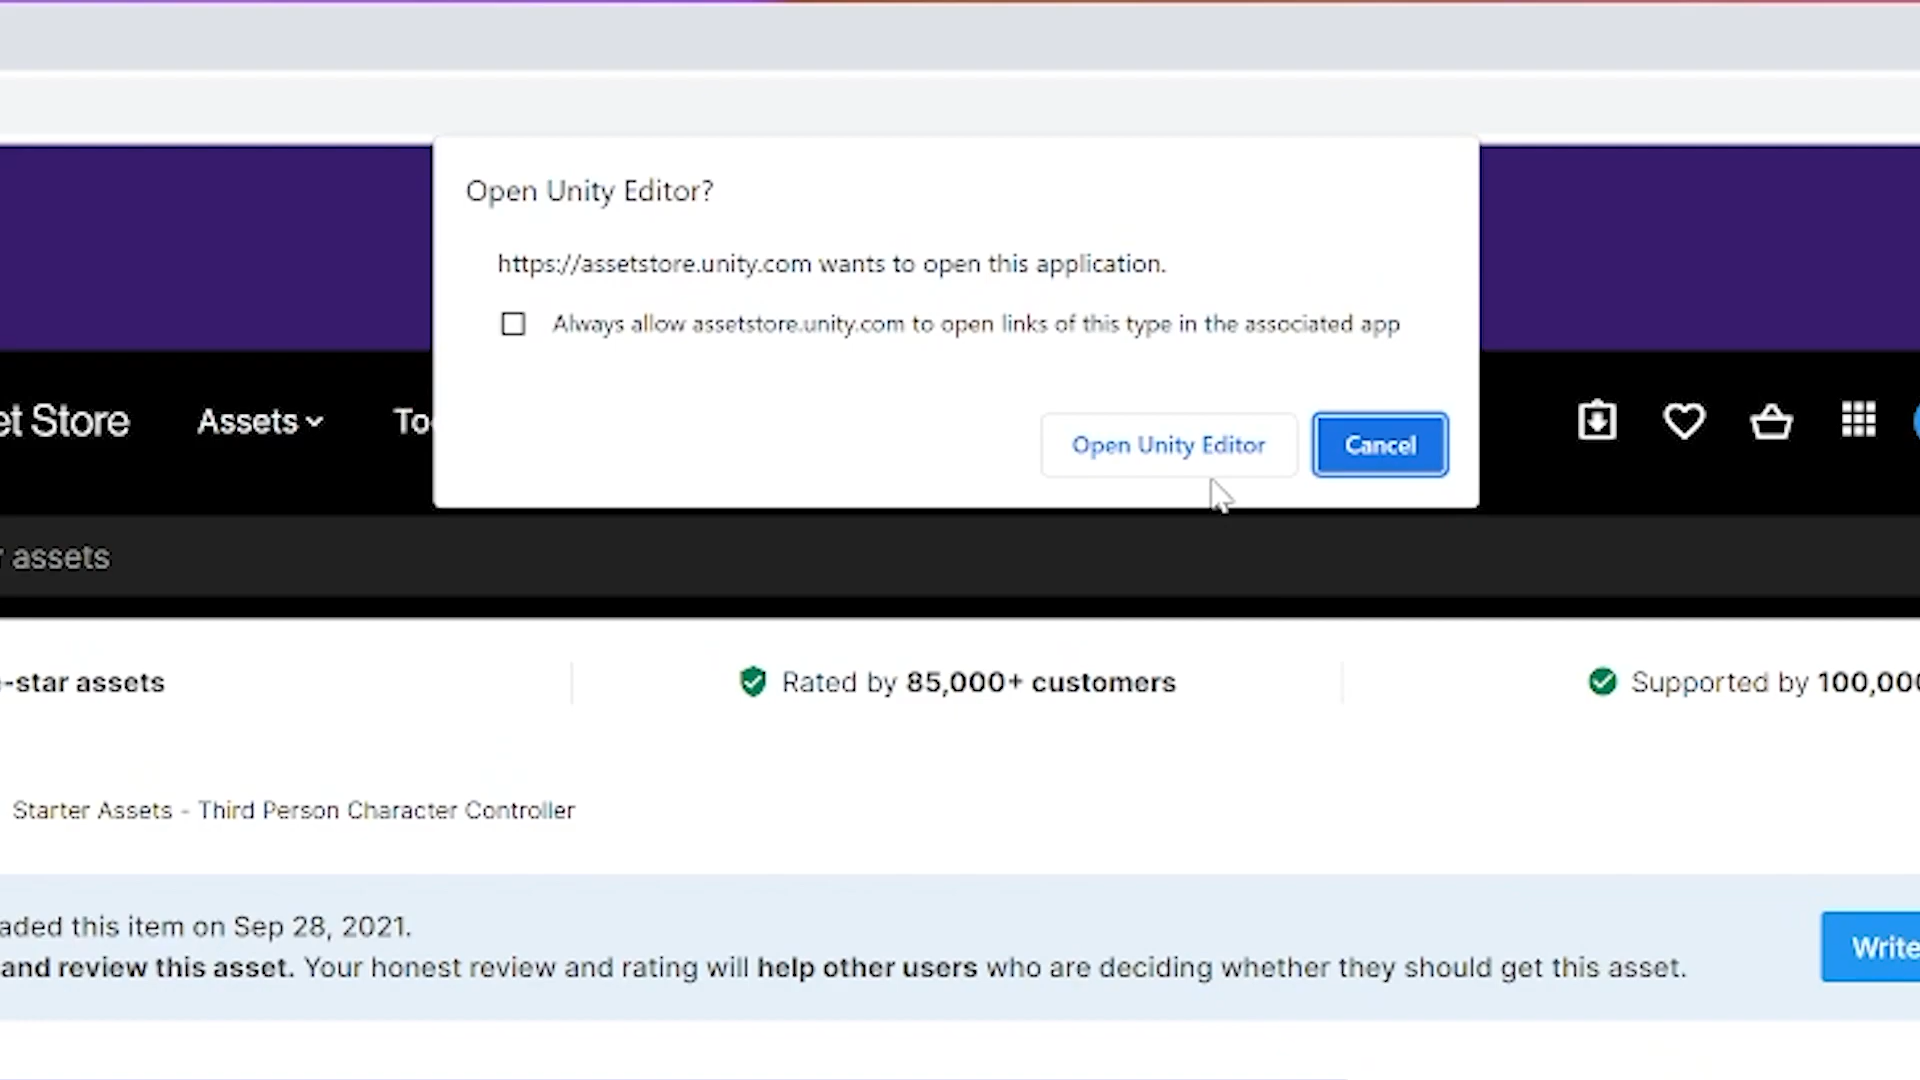 Open Unity Editor?
https://assetstore.unity.com wants to open this application.
Always allow assetstore.unity.com to open links of this type in the associated app
Open Unity Editor
Cancel
Store
Assets
assets
-star assets
Rated by 85,000+ customers
Supported by 100,000
Starter Assets - Third Person Character Controller
this item on Sep 28, 2021.
and review this asset. Your honest review and rating will help other users who are deciding whether they should get this asset.
Write